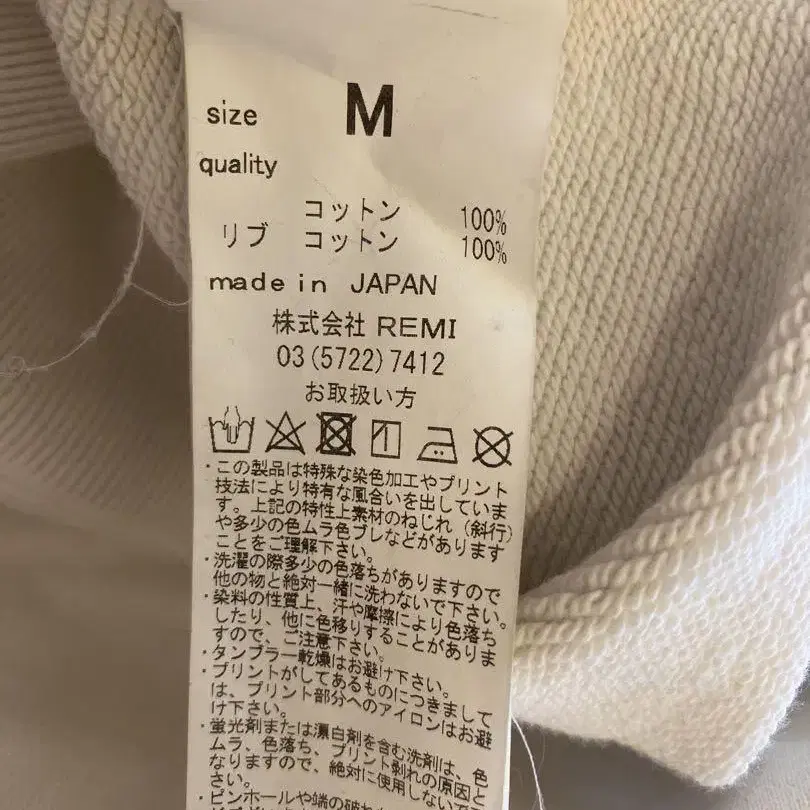 size M
quality
コットン 100%
リブ コットン 100%
made in JAPAN
株式会社 REMI
03(5722)7412
お取扱い方
・この製品は特殊な染色加工やプリント
技法により特有な風合いを出していま
す。上記の特性上素材のねじれ(斜行)
や多少の色ムラ色ブレなどがあります
ことをご理解下さい。
・洗濯の際多少の色落ちがありますので
他の物と絶対一緒に洗わないで下さい。
・染料の性質上、汗や摩擦により色落ち
したり、他に色移りすることがありま
すので、ご注意下さい。
・タンブラー乾燥はお避け下さい。
・プリントがしてあるものにつきまして
は、プリント部分へのアイロンはお避
け下さい。
・蛍光剤または漂白剤を含む洗剤は、色
ムラ、色落ち、プリント剥れの原因と
なりますので、絶対に使用しないで下
さい。
・ピンホールや端の破れ